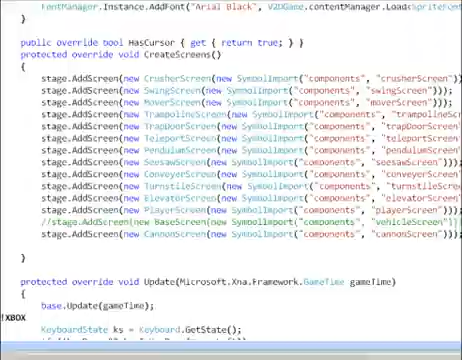 FontManager.Instance.AddFont("Arial Black", V2DGame.contentManager.Load<SpriteFont
}
public override bool HasCursor { get { return true; } }
protected override void CreateScreens()
{
stage.AddScreen(new CrusherScreen(new SymbolImport("components", "crusherScreen")
stage.AddScreen(new SwingScreen(new SymbolImport("components", "swingScreen")));
stage.AddScreen(new MoverScreen(new SymbolImport("components", "moverScreen")));
stage.AddScreen(new TrampolineScreen(new SymbolImport("components", "trampolineScr
stage.AddScreen(new TrapDoorScreen(new SymbolImport("components", "trapDoorScreen
stage.AddScreen(new TeleportScreen(new SymbolImport("components", "teleportScreen
stage.AddScreen(new PendulumScreen(new SymbolImport("components", "pendulumScreen
stage.AddScreen(new SeesawScreen(new SymbolImport("components", "seesawScreen")))
stage.AddScreen(new ConveyerScreen(new SymbolImport("components", "conveyerScreen
stage.AddScreen(new TurnstileScreen(new SymbolImport("components", "turnstileScree
stage.AddScreen(new ElevatorScreen(new SymbolImport("components", "elevatorScreen
stage.AddScreen(new PlayerScreen(new SymbolImport("components", "playerScreen")));
//stage.AddScreen(new BaseScreen(new SymbolImport("components", "vehicleScreen")))
stage.AddScreen(new CannonScreen(new SymbolImport("components", "cannonScreen")));
}
protected override void Update(Microsoft.Xna.Framework.GameTime gameTime)
{
base.Update(gameTime);
!XBOX
KeyboardState ks = Keyboard.GetState();